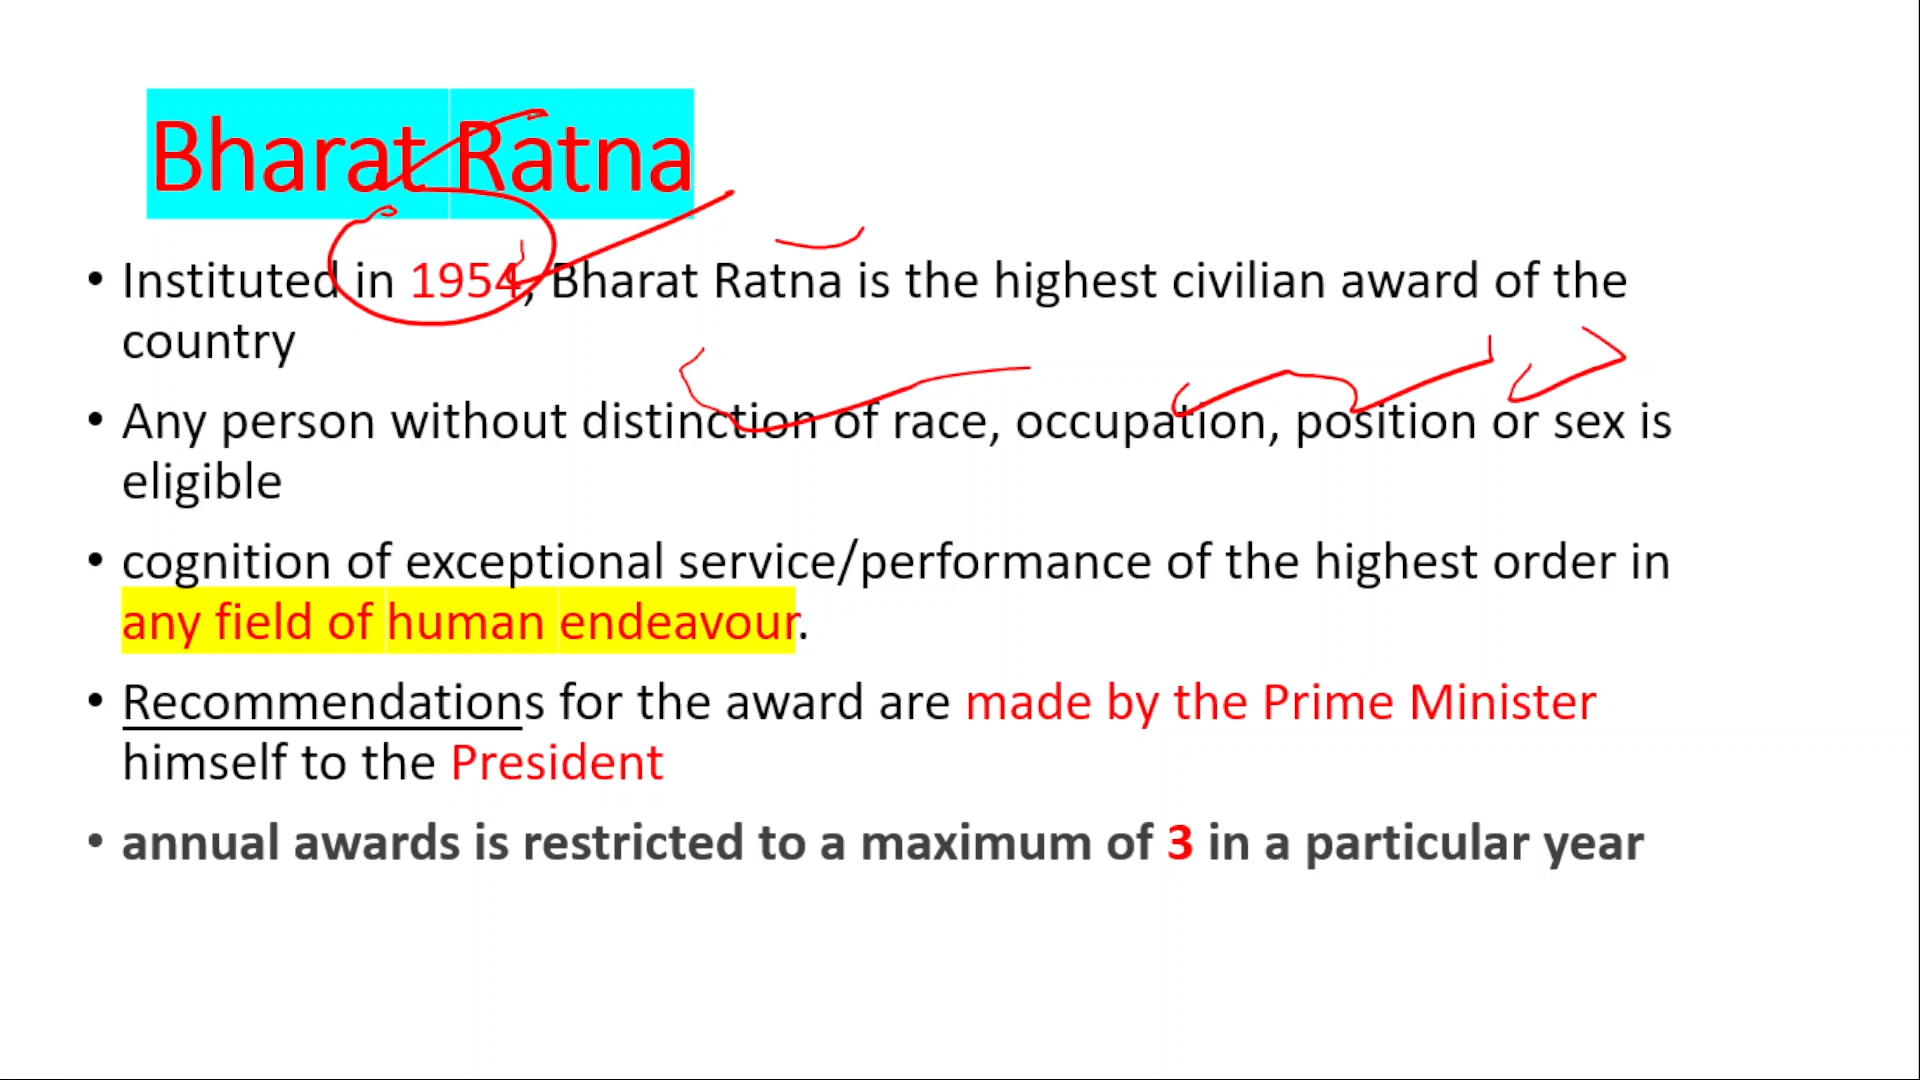 Bharat Ratna
• Instituted in 1954, Bharat Ratna is the highest civilian award of the
country
• Any person without distinction of race, occupation, position or sex is
eligible
• cognition of exceptional service/performance of the highest order in
any field of human endeavour.
• Recommendations for the award are made by the Prime Minister
himself to the President
• annual awards is restricted to a maximum of 3 in a particular year